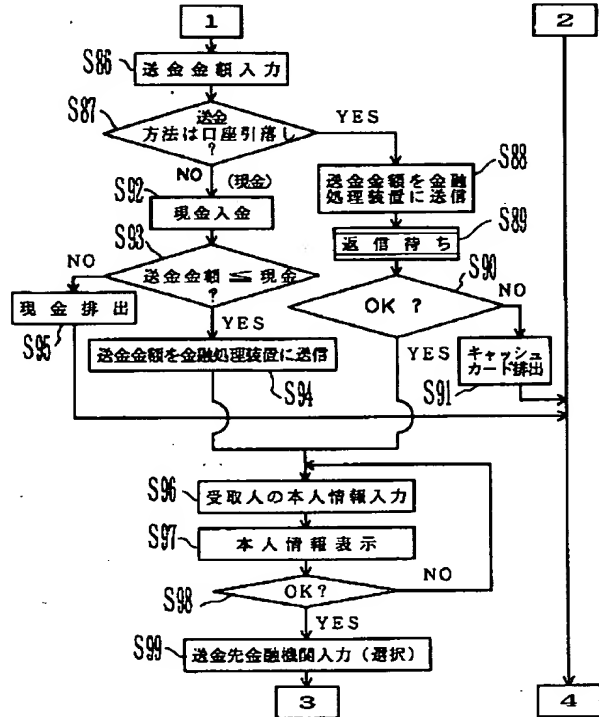 1
2
S86
送金金額入力
S87
送金
方法は口座引落し
?
YES
NO
(現金)
S88
送金金額を金融
処理装置に送信
S92
現金入金
S89
返信待ち
S93
送金金額≦現金
?
NO
YES
S90
OK?
NO
YES
現金排出
S95
送金金額を金融処理装置に送信
S94
キャッシュ
カード排出
S91
S96
受取人の本人情報入力
S97
本人情報表示
S98
OK?
NO
YES
S99
送金先金融機関入力(選択)
3
4